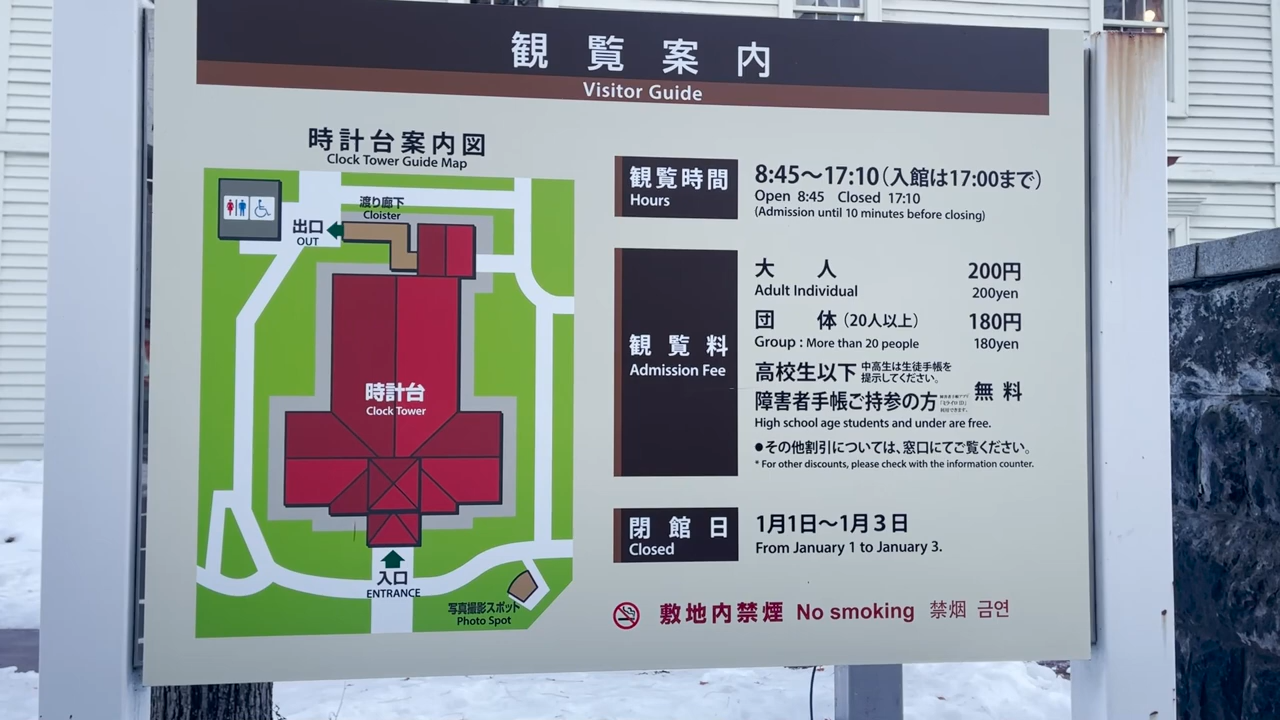 観覧案内
Visitor Guide
時計台案内図
Clock Tower Guide Map
渡り廊下
Cloister
出口
OUT
時計台
Clock Tower
入口
ENTRANCE
写真撮影スポット
Photo Spot
観覧時間
Hours
8:45～17:10（入館は17:00まで）
Open 8:45 Closed 17:10
(Admission until 10 minutes before closing)
観覧料
Admission Fee
大人 200円
Adult Individual 200yen
団体（20人以上） 180円
Group : More than 20 people 180yen
高校生以下 中高生は生徒手帳を
提示してください。
障害者手帳ご持参の方 無料
High school age students and under are free.
●その他割引については、窓口にてご覧ください。
* For other discounts, please check with the information counter.
閉館日
Closed
1月1日～1月3日
From January 1 to January 3.
敷地内禁煙 No smoking 禁烟 금연